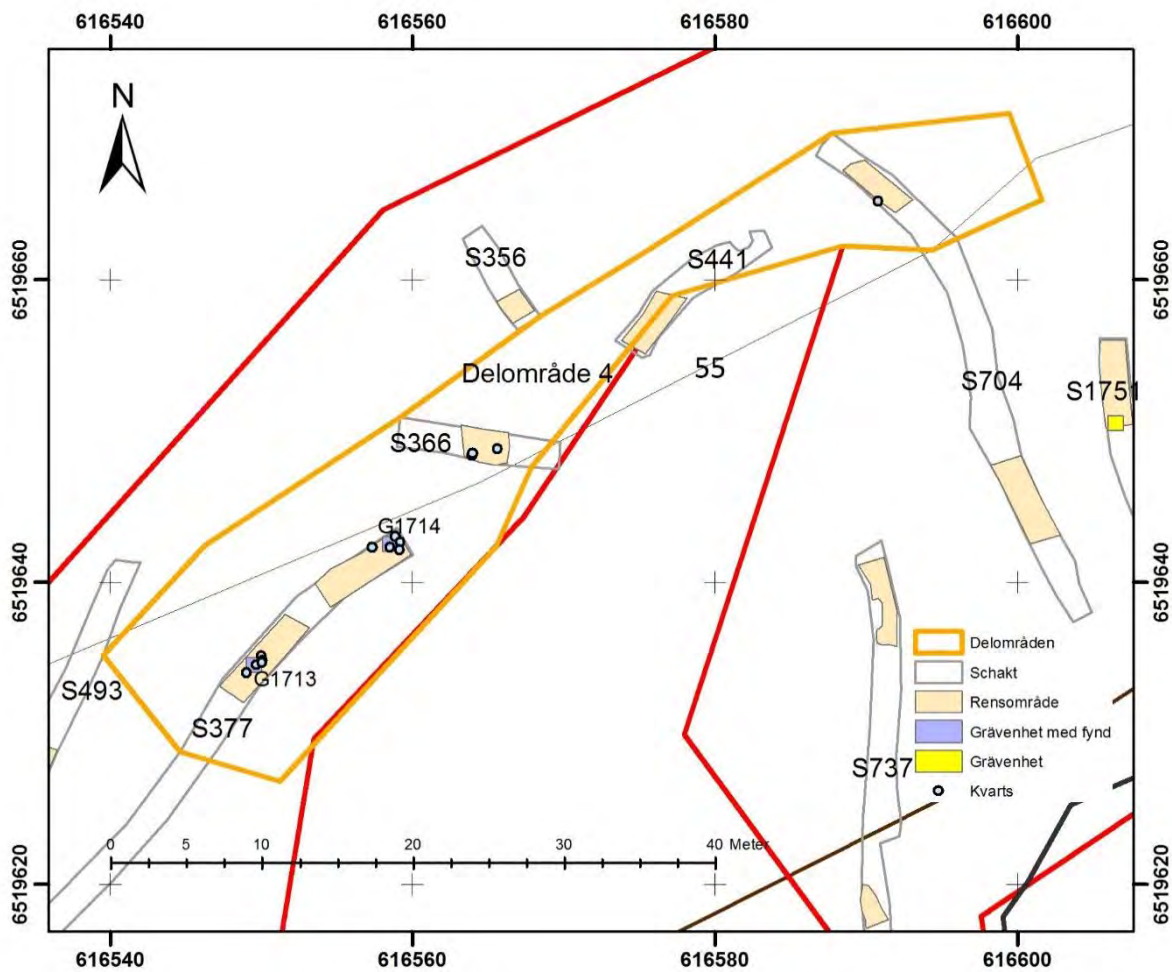 616540 616560 616580 616600
N
6519660
6519660
S356
S441
Delområde 4
55
S704
S1751
S366
G1714
6519640
6519640
G1713
S493
S377
S737
Delområden
Schakt
Rensområde
Grävenhet med fynd
Grävenhet
Kvarts
0 5 10 20 30 40 Meter
6519620
6519620
616540 616560 616580 616600